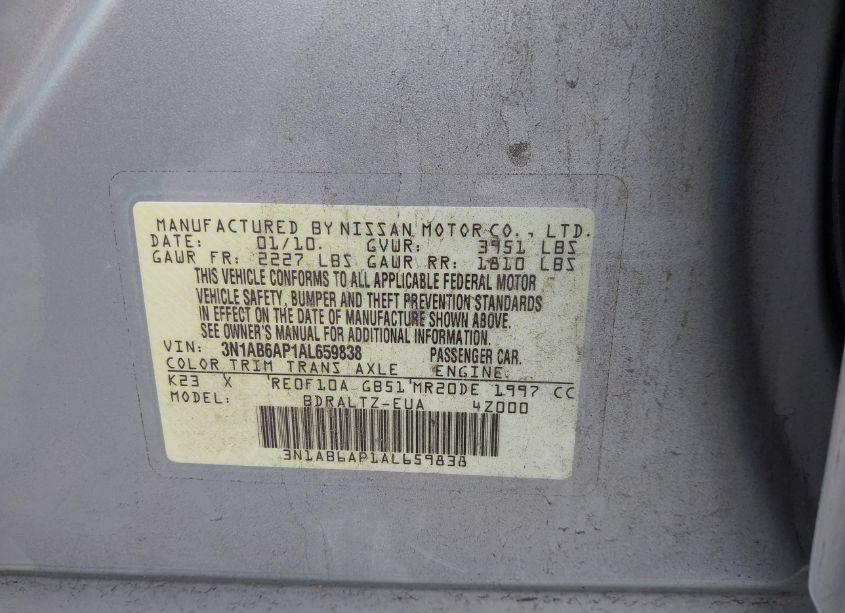 MANUFACTURED BY NISSAN MOTOR CO., LTD.
DATE: 01/10. GVWR: 3951 LBS
GAWR FR: 2227 LBS GAWR RR: 1810 LBS
THIS VEHICLE CONFORMS TO ALL APPLICABLE FEDERAL MOTOR
VEHICLE SAFETY, BUMPER AND THEFT PREVENTION STANDARDS
IN EFFECT ON THE DATE OF MANUFACTURE SHOWN ABOVE.
SEE OWNER'S MANUAL FOR ADDITIONAL INFORMATION.
VIN: 3N1AB6AP1AL659838 PASSENGER CAR.
COLOR TRIM TRANS AXLE ENGINE
K23 X RE0F10A GB51 MR20DE 1997 CC
MODEL: BDRALTZ-EUA 4Z000
3N1AB6AP1AL659838